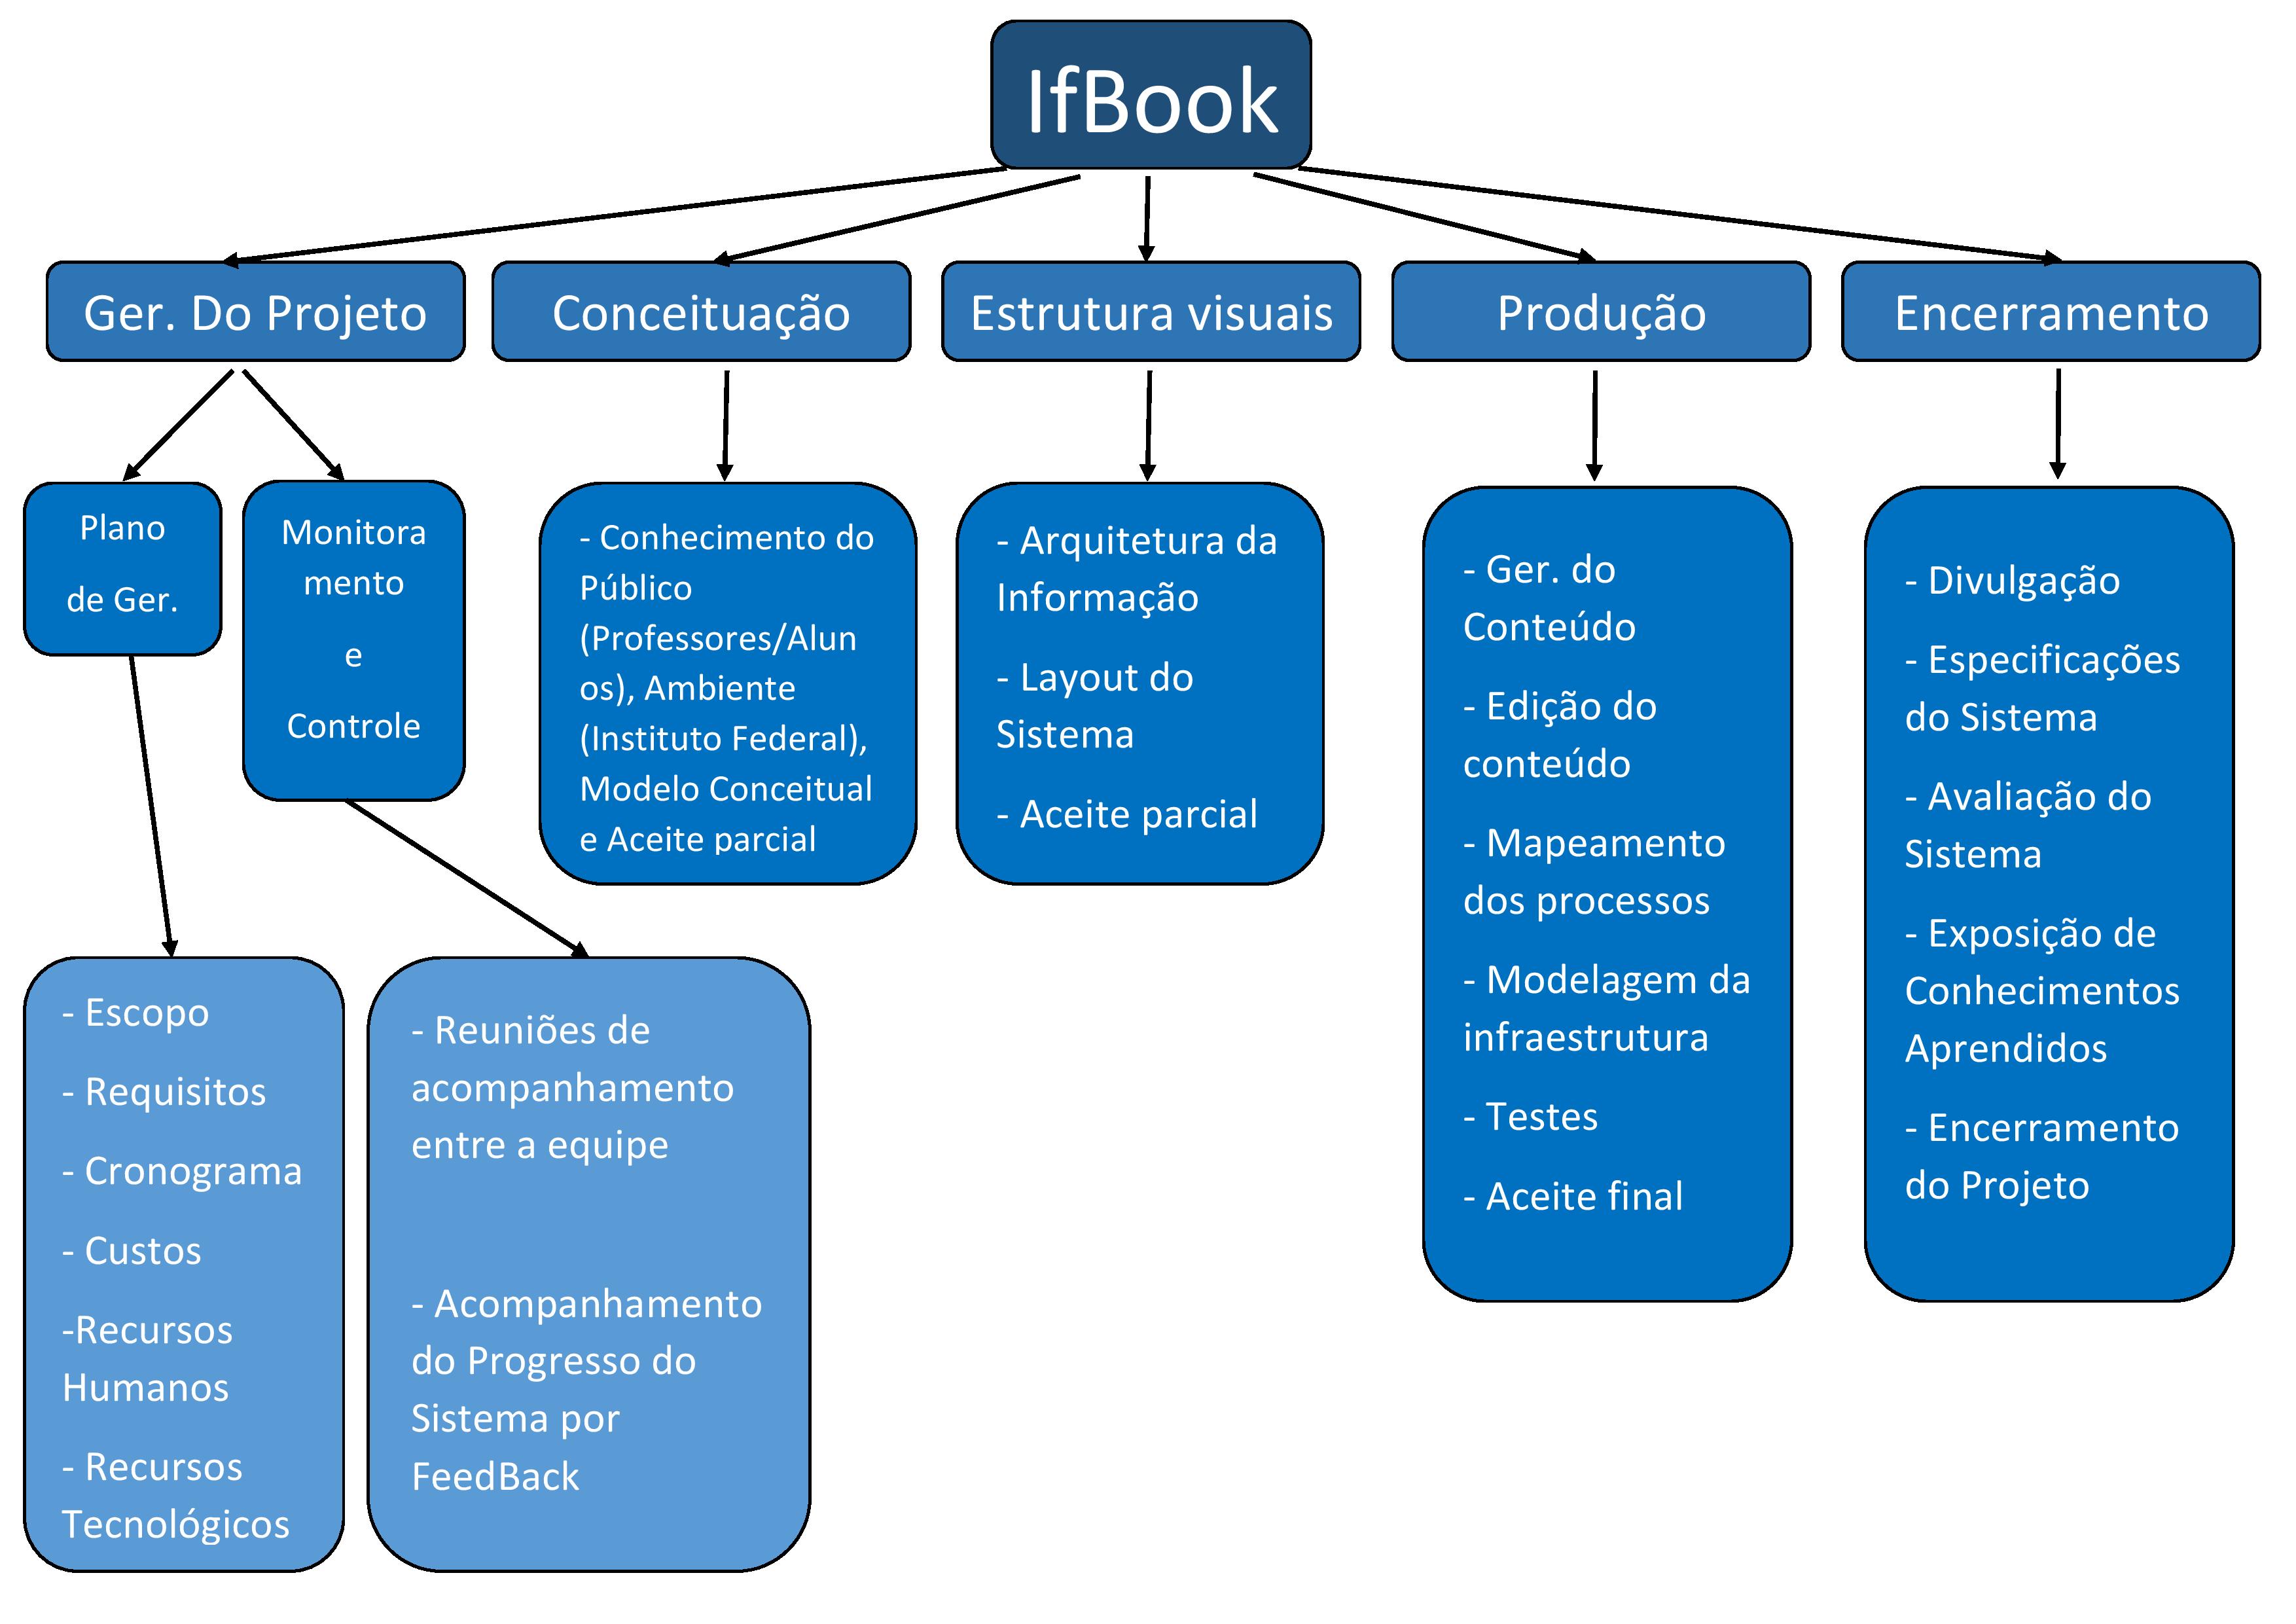 IfBook
Ger. Do Projeto
Conceituação
Estrutura visuais
Produção
Encerramento
Plano
de Ger.
Monitora
mento
e
Controle
- Conhecimento do
Público
(Professores/Alun
os), Ambiente
(Instituto Federal),
Modelo Conceitual
e Aceite parcial
- Arquitetura da
Informação
- Layout do
Sistema
- Aceite parcial
- Ger. do
Conteúdo
- Edição do
conteúdo
- Mapeamento
dos processos
- Modelagem da
infraestrutura
- Testes
- Aceite final
- Divulgação
- Especificações
do Sistema
- Avaliação do
Sistema
- Exposição de
Conhecimentos
Aprendidos
- Encerramento
do Projeto
- Escopo
- Requisitos
- Cronograma
- Custos
-Recursos
Humanos
- Recursos
Tecnológicos
- Reuniões de
acompanhamento
entre a equipe
- Acompanhamento
do Progresso do
Sistema por
FeedBack